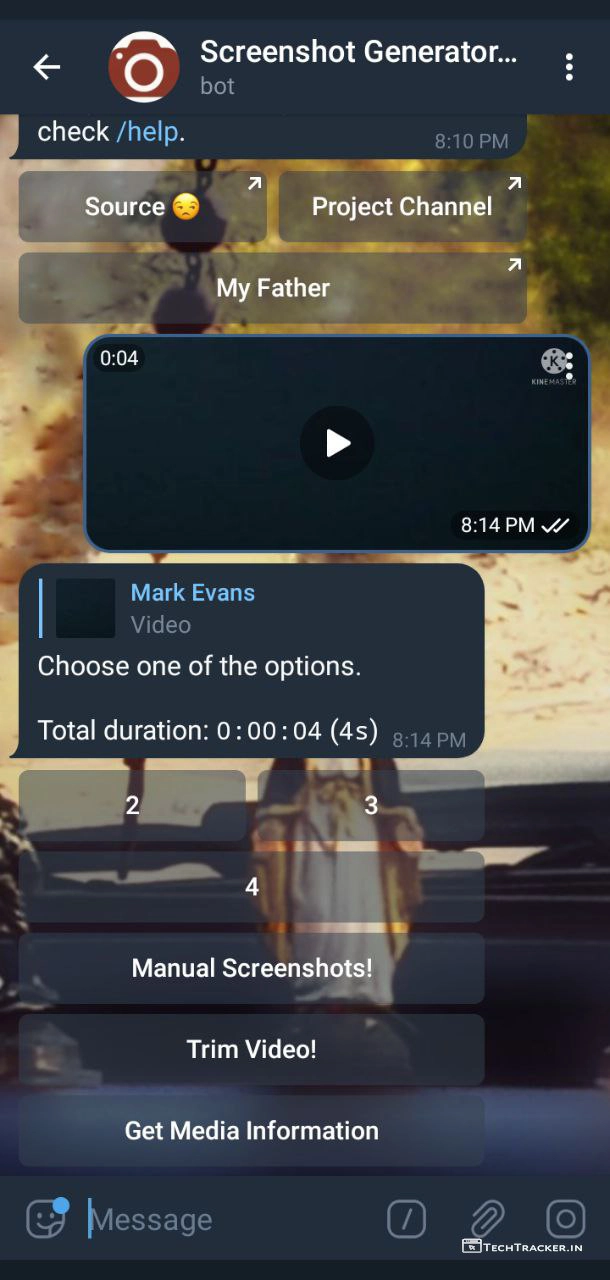 Screenshot Generator...
bot
check /help.
8:10 PM
Source 😒
Project Channel
My Father
0:04
K
KINEMASTER
8:14 PM
Mark Evans
Video
Choose one of the options.
Total duration: 0:00:04 (4s)
8:14 PM
2
3
4
Manual Screenshots!
Trim Video!
Get Media Information
Message
/
TECHTRACKER.IN